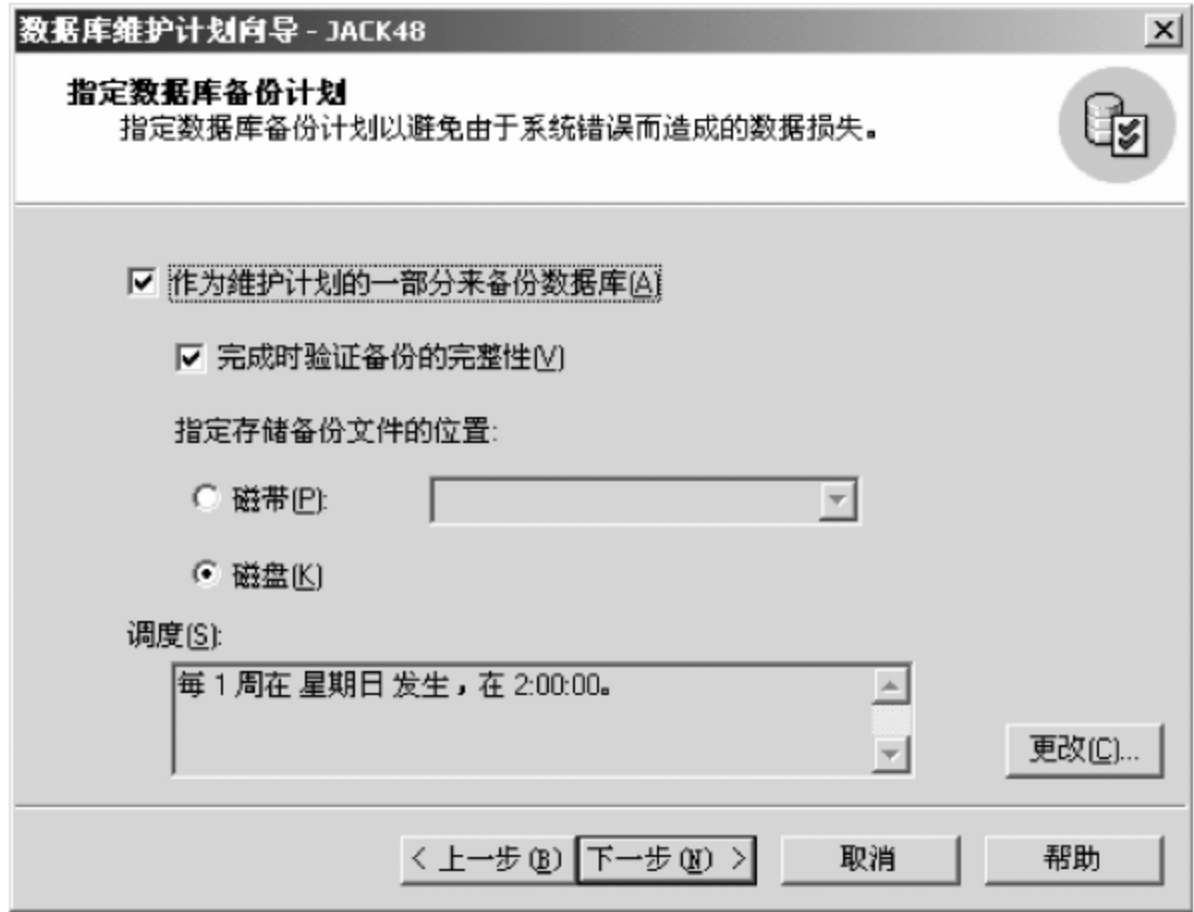 数据库维护计划向导 - JACK48
指定数据库备份计划
指定数据库备份计划以避免由于系统错误而造成的数据损失。
作为维护计划的一部分来备份数据库(A)
完成时验证备份的完整性(V)
指定存储备份文件的位置:
磁带(P):
磁盘(K)
调度(S):
每 1 周在 星期日 发生，在 2:00:00。
更改(C)...
< 上一步(B) 下一步(N) > 取消 帮助